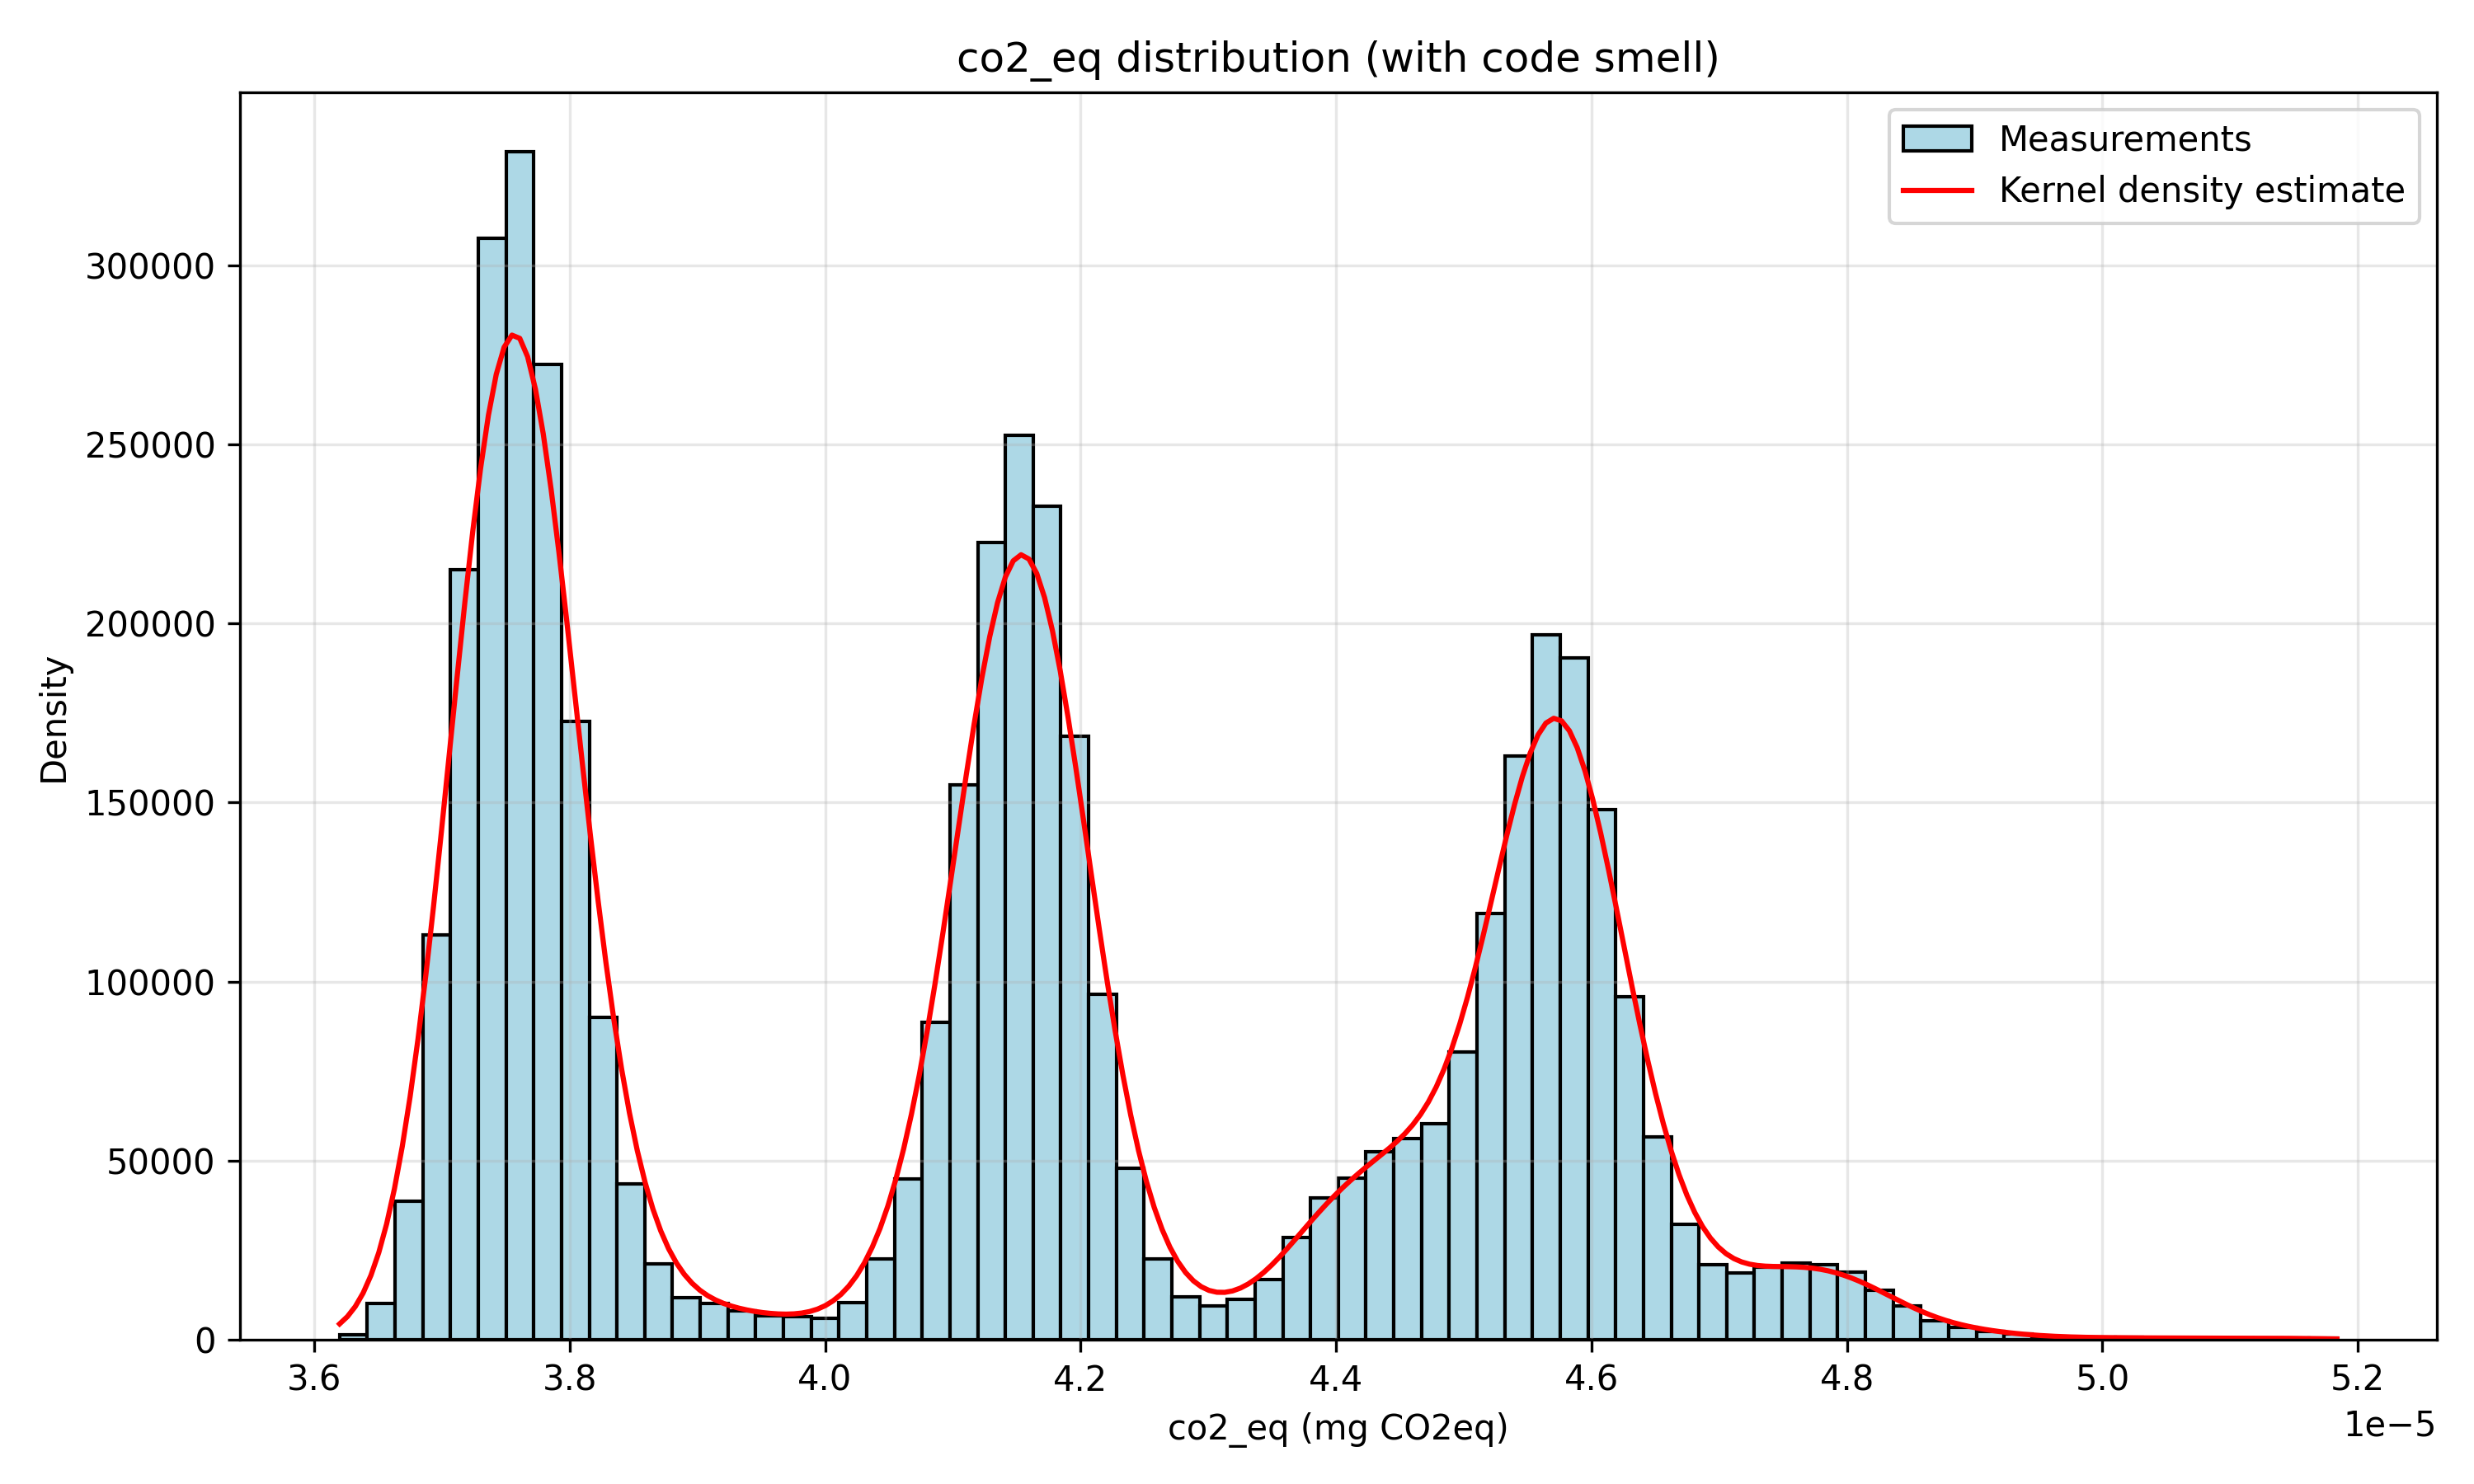 co2_eq distribution (with code smell)
Measurements
Kernel density estimate
Density
300000
250000
200000
150000
100000
50000
0
3.6 3.8 4.0 4.2 4.4 4.6 4.8 5.0 5.2
1e−5
co2_eq (mg CO2eq)